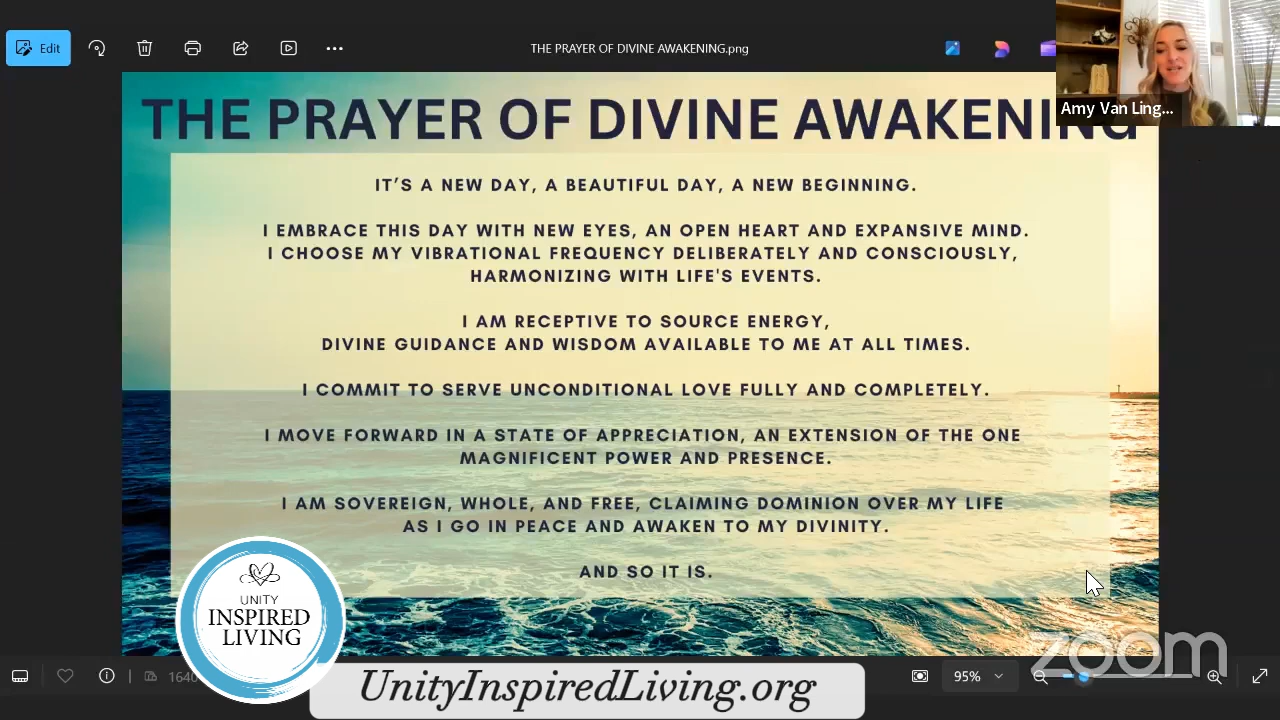 Edit
THE PRAYER OF DIVINE AWAKENING.png
Amy Van Ling...
THE PRAYER OF DIVINE AWAKENING
IT'S A NEW DAY, A BEAUTIFUL DAY, A NEW BEGINNING.
I EMBRACE THIS DAY WITH NEW EYES, AN OPEN HEART AND EXPANSIVE MIND.
I CHOOSE MY VIBRATIONAL FREQUENCY DELIBERATELY AND CONSCIOUSLY,
HARMONIZING WITH LIFE'S EVENTS.
I AM RECEPTIVE TO SOURCE ENERGY,
DIVINE GUIDANCE AND WISDOM AVAILABLE TO ME AT ALL TIMES.
I COMMIT TO SERVE UNCONDITIONAL LOVE FULLY AND COMPLETELY.
I MOVE FORWARD IN A STATE OF APPRECIATION, AN EXTENSION OF THE ONE
MAGNIFICENT POWER AND PRESENCE.
I AM SOVEREIGN, WHOLE, AND FREE, CLAIMING DOMINION OVER MY LIFE
AS I GO IN PEACE AND AWAKEN TO MY DIVINITY.
AND SO IT IS.
UNITY
INSPIRED
LIVING
zoom
1640
UnityInspiredLiving.org
95%